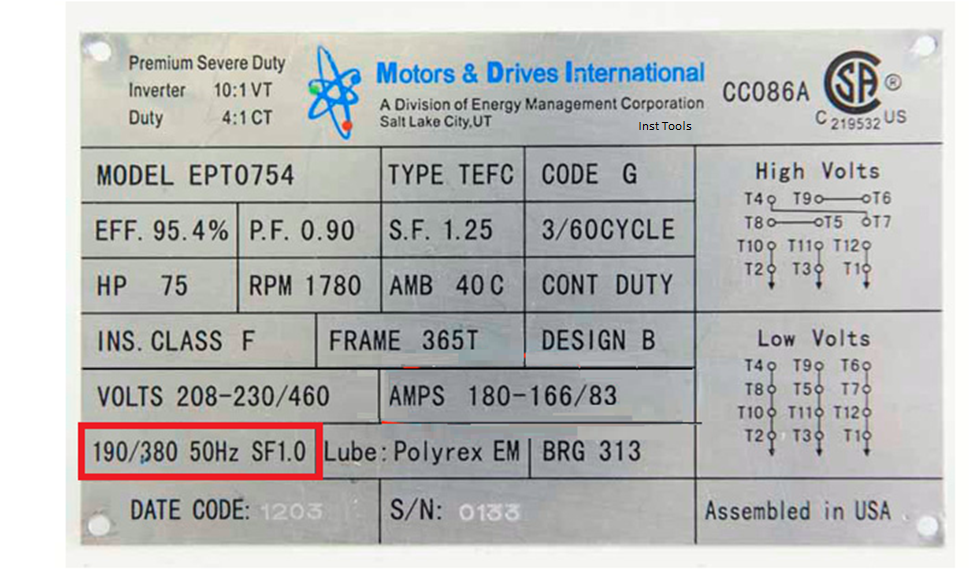 Premium Severe Duty
Inverter 10:1 VT
Duty 4:1 CT
Motors & Drives International
A Division of Energy Management Corporation
Salt Lake City,UT
Inst Tools
CC086A
SA ®
C 219532 US
MODEL EPT0754
TYPE TEFC
CODE G
EFF. 95.4%
P.F. 0.90
S.F. 1.25
3/60CYCLE
HP 75
RPM 1780
AMB 40C
CONT DUTY
INS. CLASS F
FRAME 365T
DESIGN B
VOLTS 208-230/460
AMPS 180-166/83
190/380 50Hz SF1.0
Lube: Polyrex EM
BRG 313
DATE CODE: 1203
S/N: 0133
High Volts
T4 T9 T6
T8 T5 T7
T10 T11 T12
T2 T3 T1
Low Volts
T4 T9 T6
T8 T5 T7
T10 T11 T12
T2 T3 T1
Assembled in USA